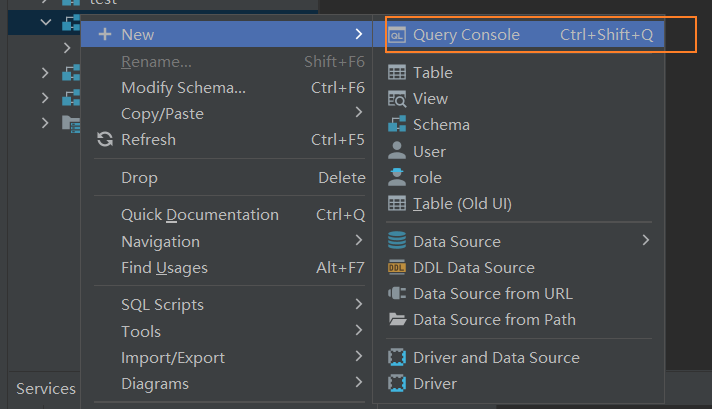 test
New
Rename... Shift+F6
Modify Schema... Ctrl+F6
Copy/Paste
Refresh Ctrl+F5
Drop Delete
Quick Documentation Ctrl+Q
Navigation
Find Usages Alt+F7
SQL Scripts
Tools
Import/Export
Diagrams
Services
QL Query Console Ctrl+Shift+Q
Table
View
Schema
User
role
Table (Old UI)
Data Source
DDL DDL Data Source
Data Source from URL
Data Source from Path
Driver and Data Source
Driver